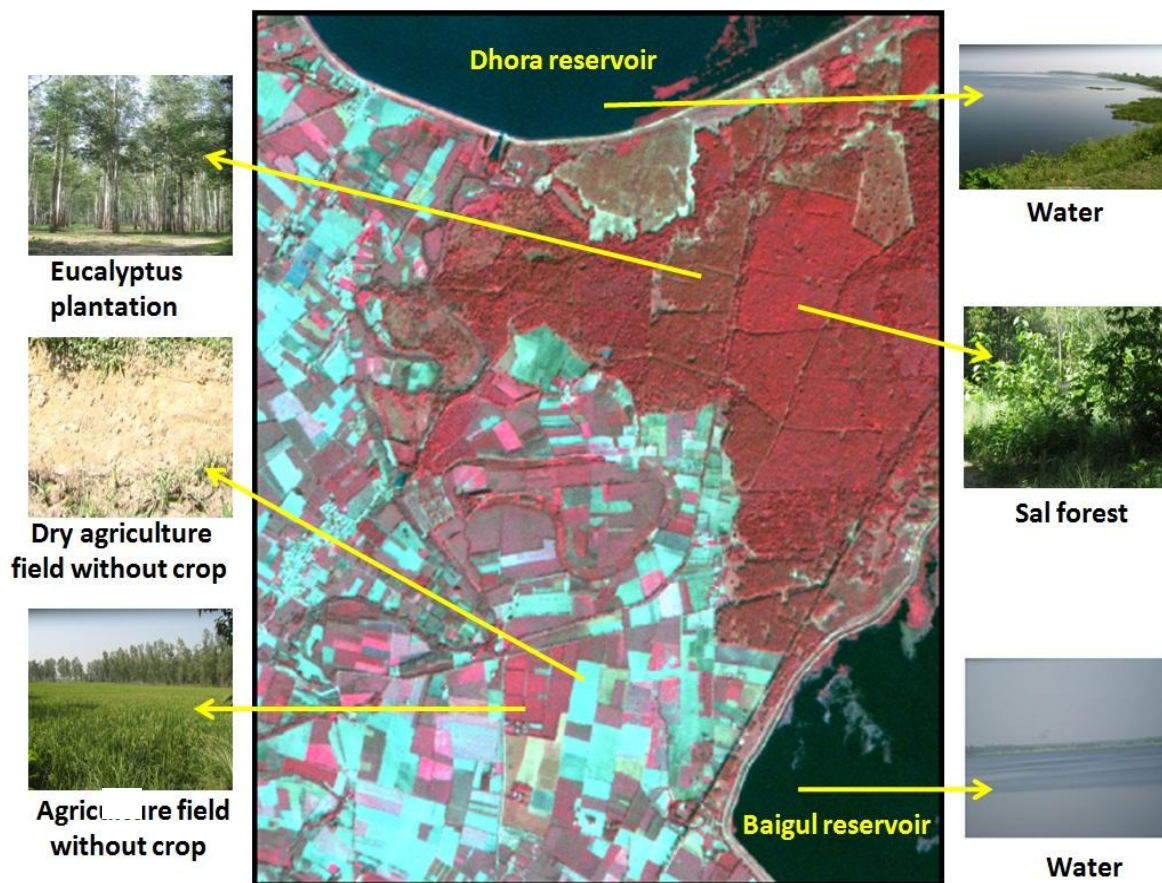 Dhora reservoir
Water
Eucalyptus
plantation
Dry agriculture
field without crop
Sal forest
field
without crop
Baigul reservoir
Water